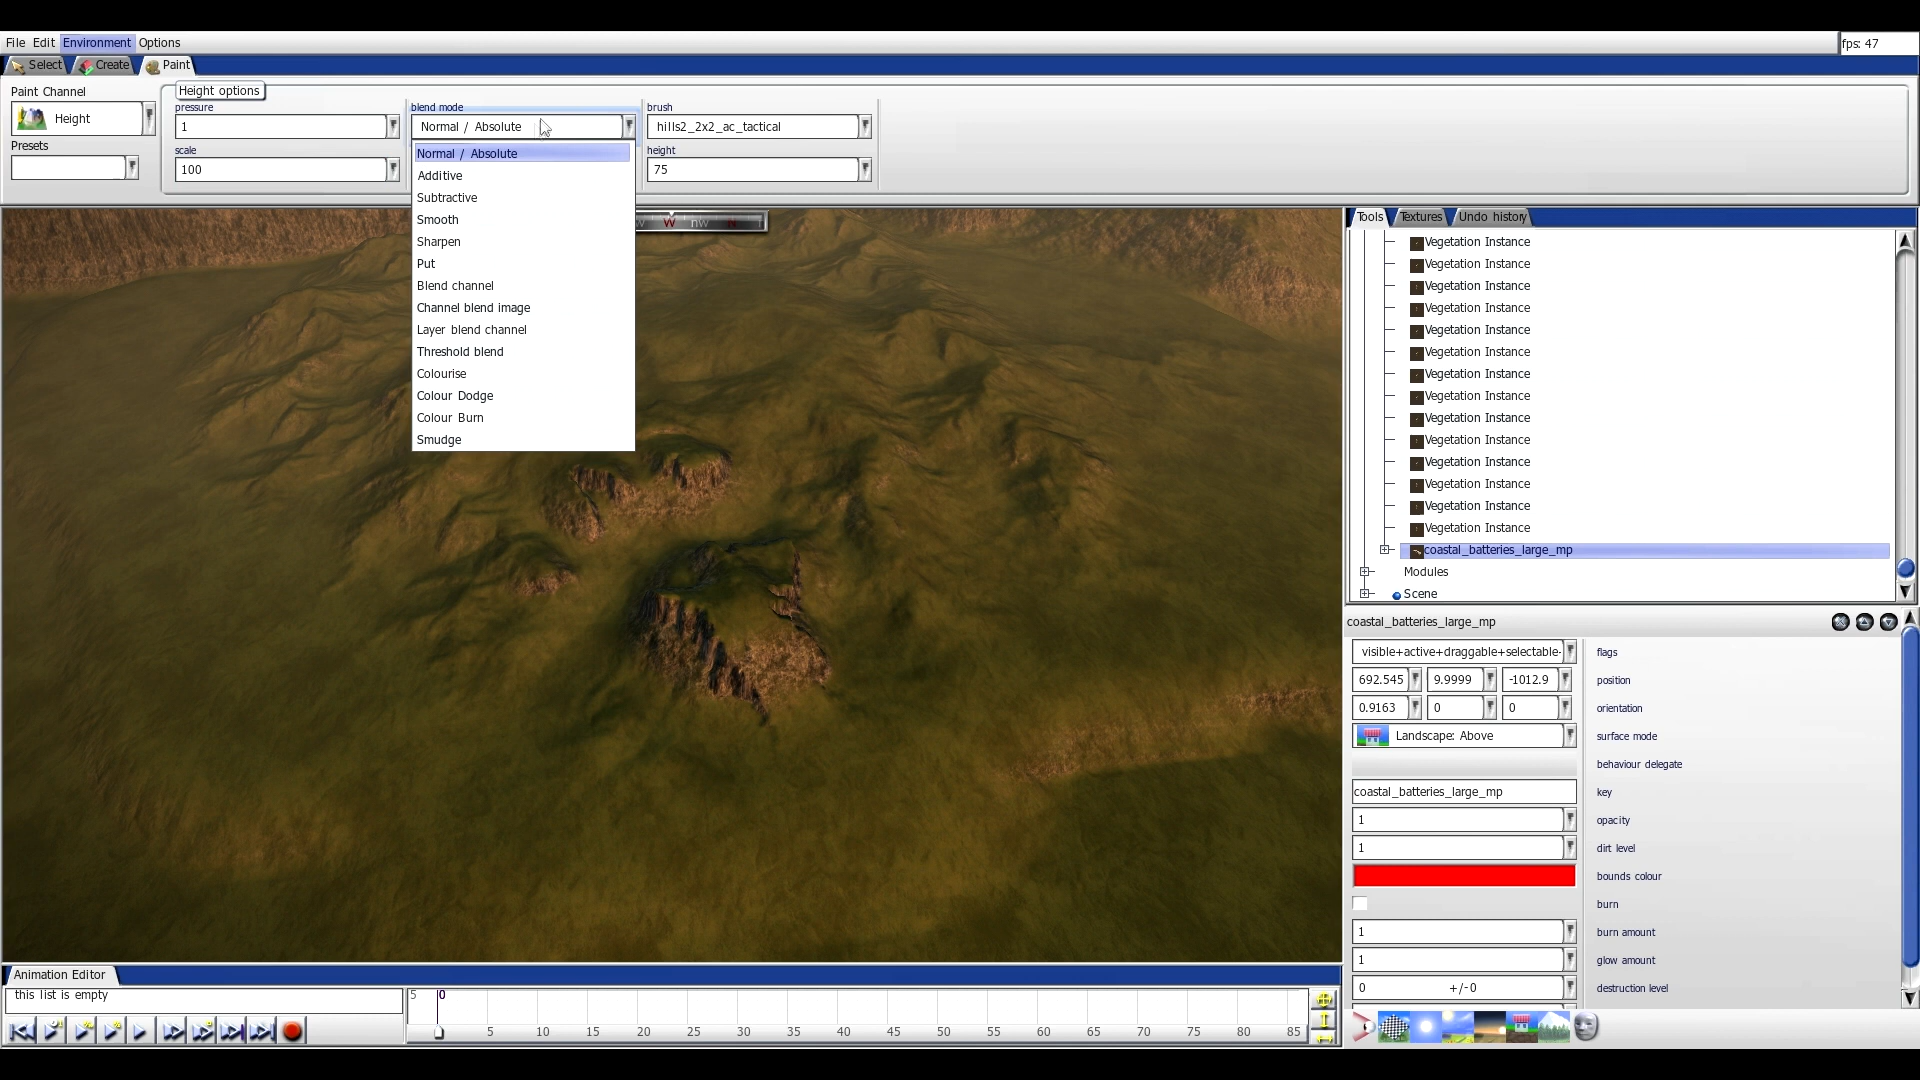 File Edit Environment Options
fps: 47
Select Create Paint
Paint Channel
Height
Presets
Height options
pressure
1
scale
100
blend mode
Normal / Absolute
Normal / Absolute
Additive
Subtractive
Smooth
Sharpen
Put
Blend channel
Channel blend image
Layer blend channel
Threshold blend
Colourise
Colour Dodge
Colour Burn
Smudge
brush
hills2_2x2_ac_tactical
height
75
W nW N
Tools Textures Undo history
Vegetation Instance
Vegetation Instance
Vegetation Instance
Vegetation Instance
Vegetation Instance
Vegetation Instance
Vegetation Instance
Vegetation Instance
Vegetation Instance
Vegetation Instance
Vegetation Instance
Vegetation Instance
Vegetation Instance
Vegetation Instance
coastal_batteries_large_mp
Modules
Scene
coastal_batteries_large_mp
visible+active+draggable+selectable- flags
692.545 9.9999 -1012.9 position
0.9163 0 0 orientation
Landscape: Above surface mode
behaviour delegate
coastal_batteries_large_mp key
1 opacity
1 dirt level
bounds colour
burn
1 burn amount
1 glow amount
0 +/-0 destruction level
Animation Editor
this list is empty
5 0
5 10 15 20 25 30 35 40 45 50 55 60 65 70 75 80 85